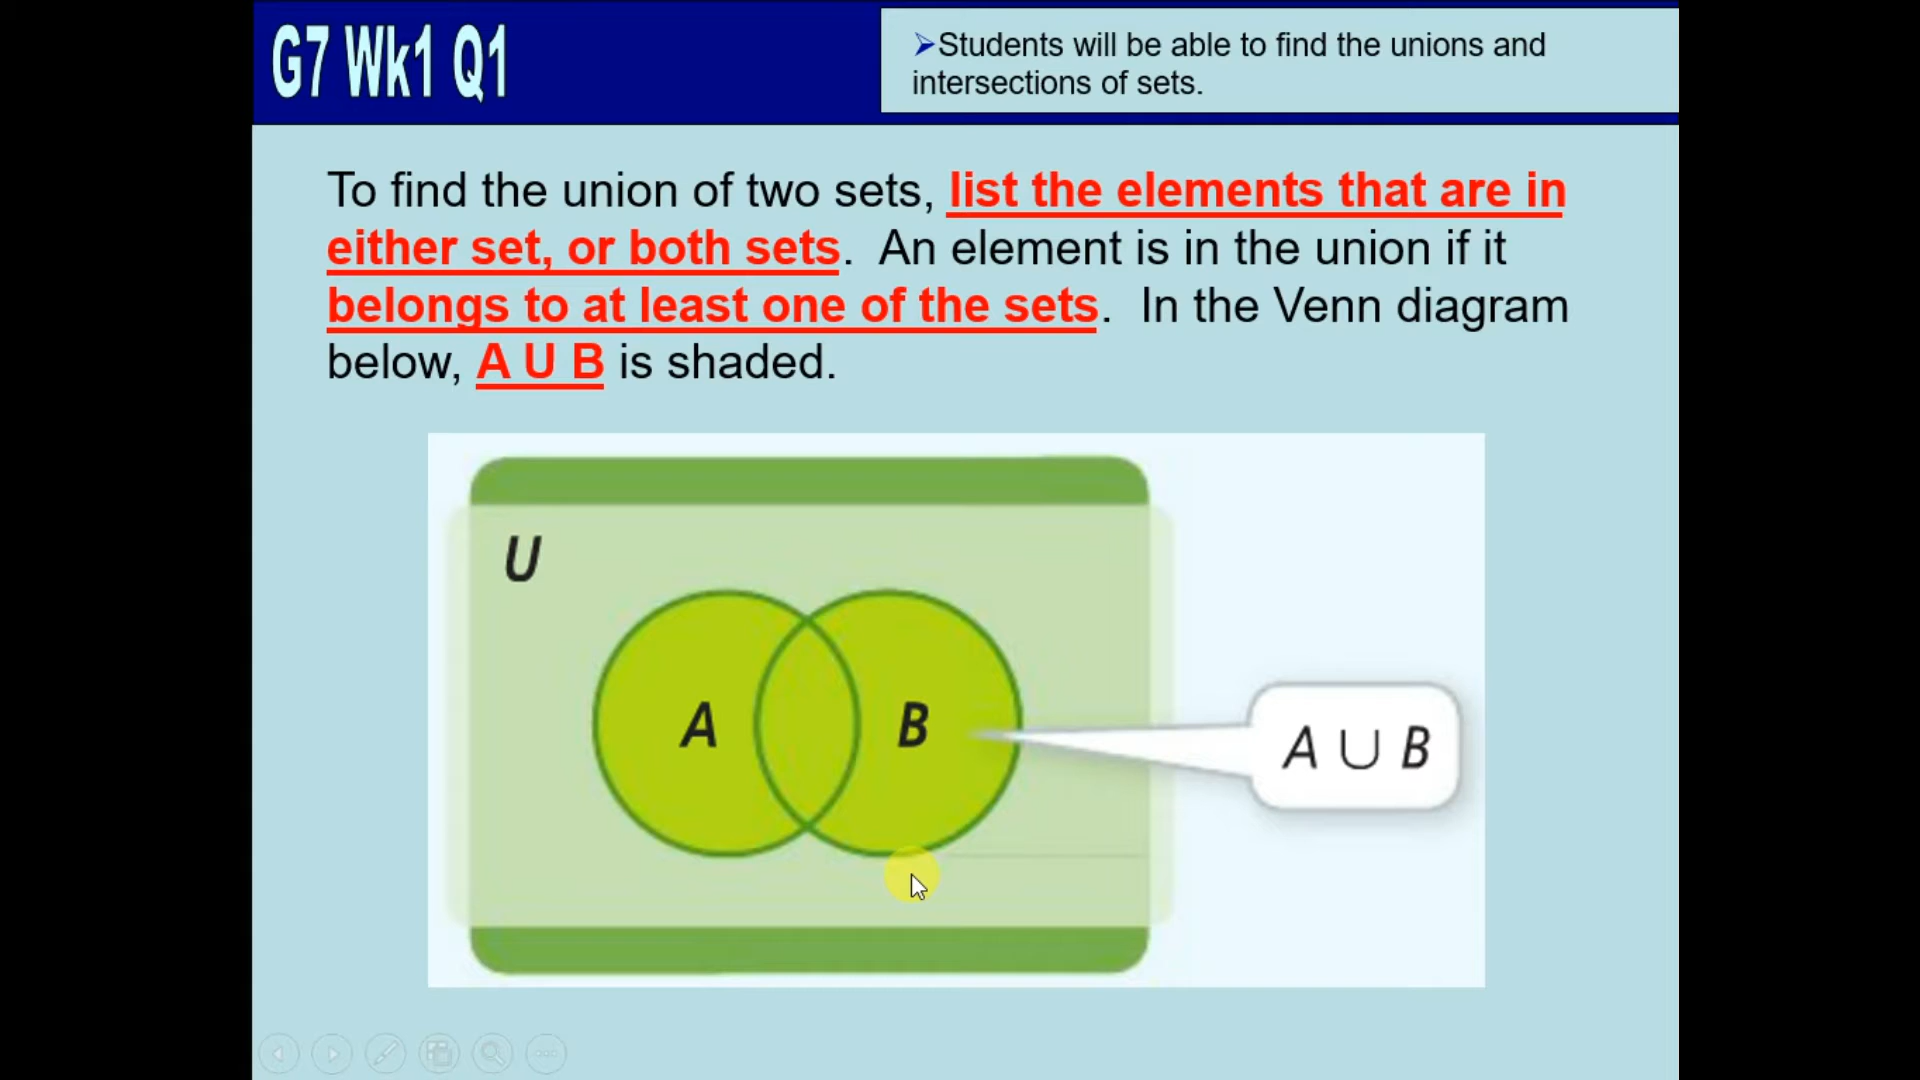 G7 Wk1 Q1
➢Students will be able to find the unions and
intersections of sets.
To find the union of two sets, list the elements that are in
either set, or both sets.  An element is in the union if it
belongs to at least one of the sets.  In the Venn diagram
below, A U B is shaded.
U
A
B
A ∪ B